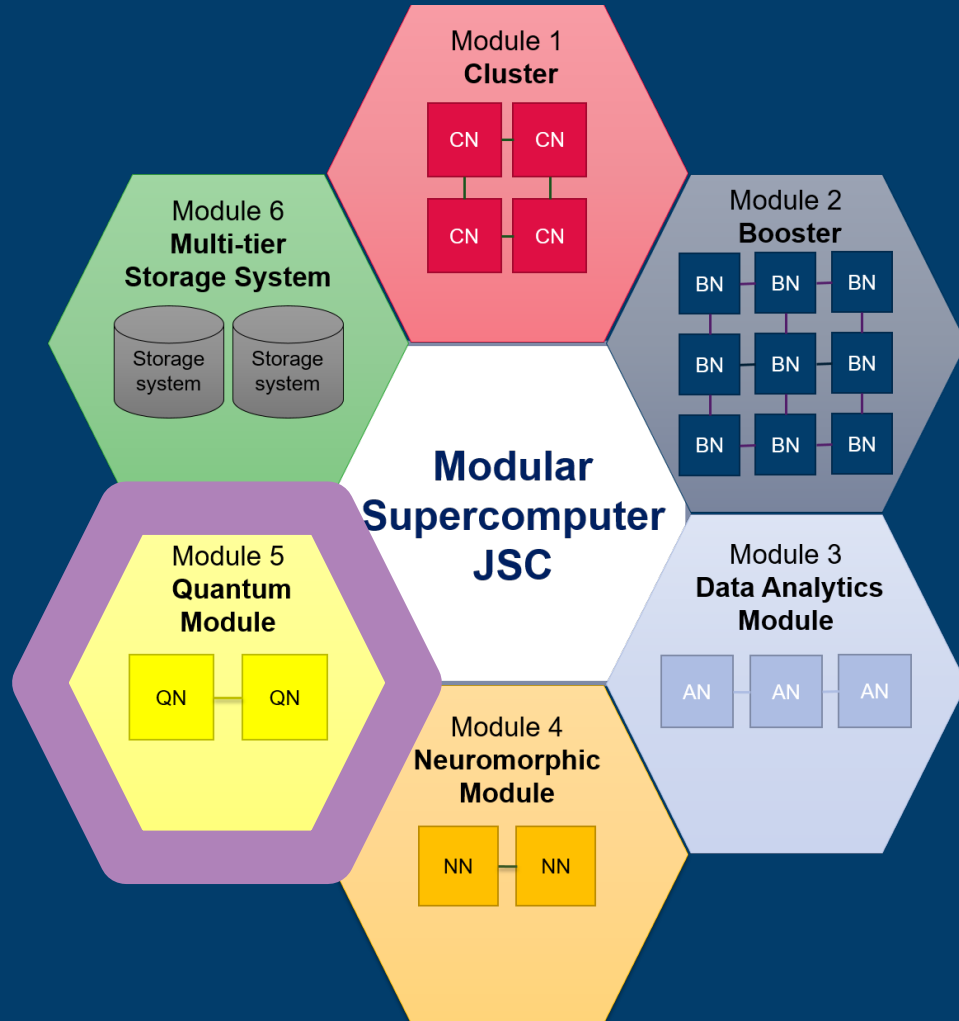 Module 1
Cluster
CN CN
CN CN
Module 2
Booster
BN BN BN
BN BN BN
BN BN BN
Module 6
Multi-tier
Storage System
Storage system
Storage system
Modular
Supercomputer
JSC
Module 3
Data Analytics
Module
AN AN AN
Module 5
Quantum
Module
QN QN
Module 4
Neuromorphic
Module
NN NN